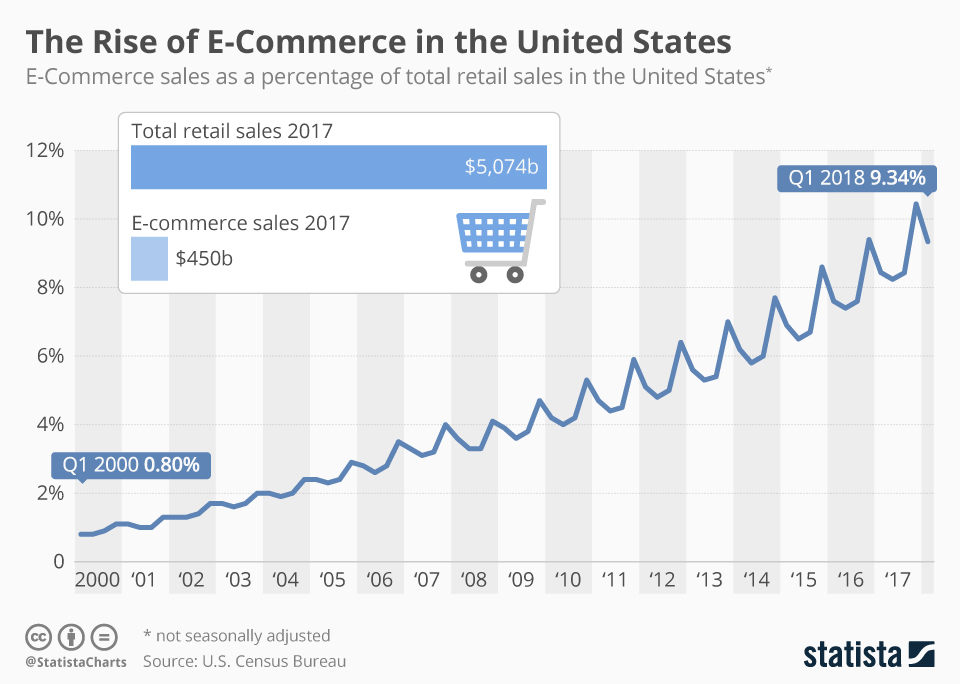 The Rise of E-Commerce in the United States
E-Commerce sales as a percentage of total retail sales in the United States*
Total retail sales 2017
$5,074b
E-commerce sales 2017
$450b
12%
10%
8%
6%
4%
2%
0
Q1 2018 9.34%
Q1 2000 0.80%
2000 ‘01 ‘02 ‘03 ‘04 ‘05 ‘06 ‘07 ‘08 ‘09 ‘10 ‘11 ‘12 ‘13 ‘14 ‘15 ‘16 ‘17
cc
@StatistaCharts
* not seasonally adjusted
Source: U.S. Census Bureau
statista